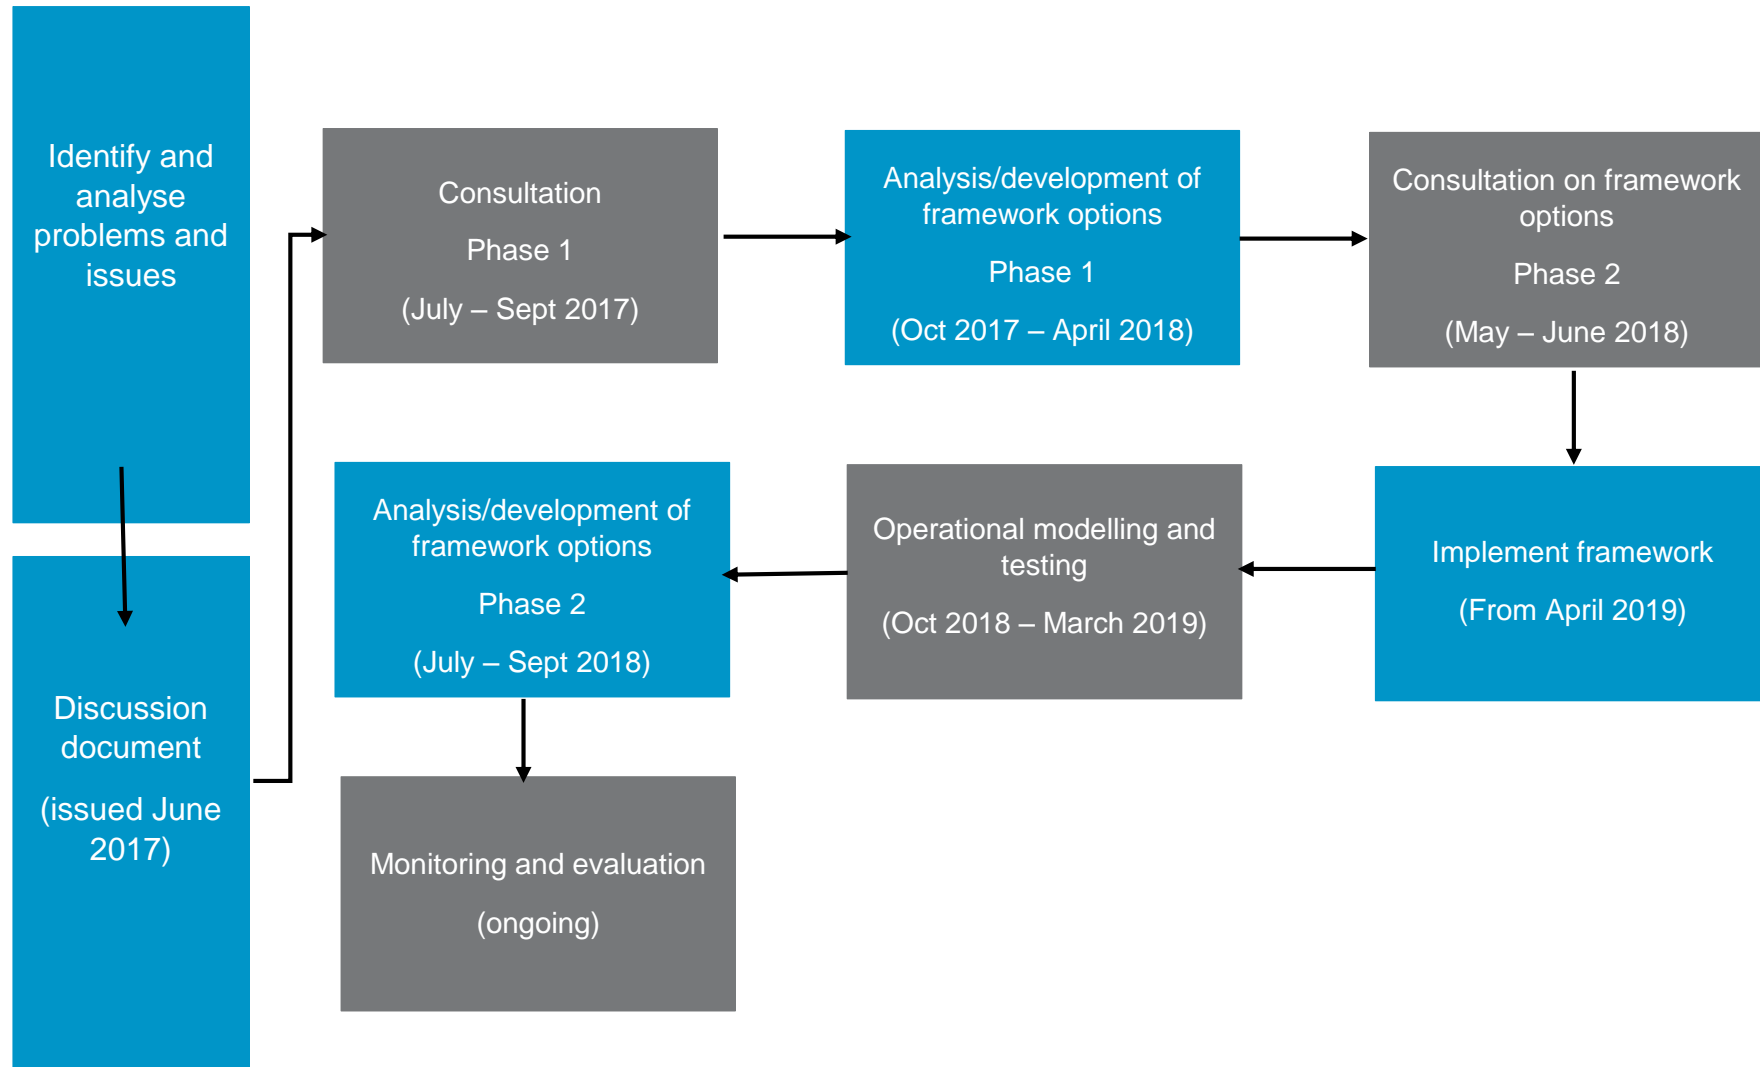 Identify and
analyse
problems and
issues
Discussion
document
(issued June
2017)
Consultation
Phase 1
(July – Sept 2017)
Analysis/development of
framework options
Phase 1
(Oct 2017 – April 2018)
Consultation on framework
options
Phase 2
(May – June 2018)
Implement framework
(From April 2019)
Operational modelling and
testing
(Oct 2018 – March 2019)
Analysis/development of
framework options
Phase 2
(July – Sept 2018)
Monitoring and evaluation
(ongoing)